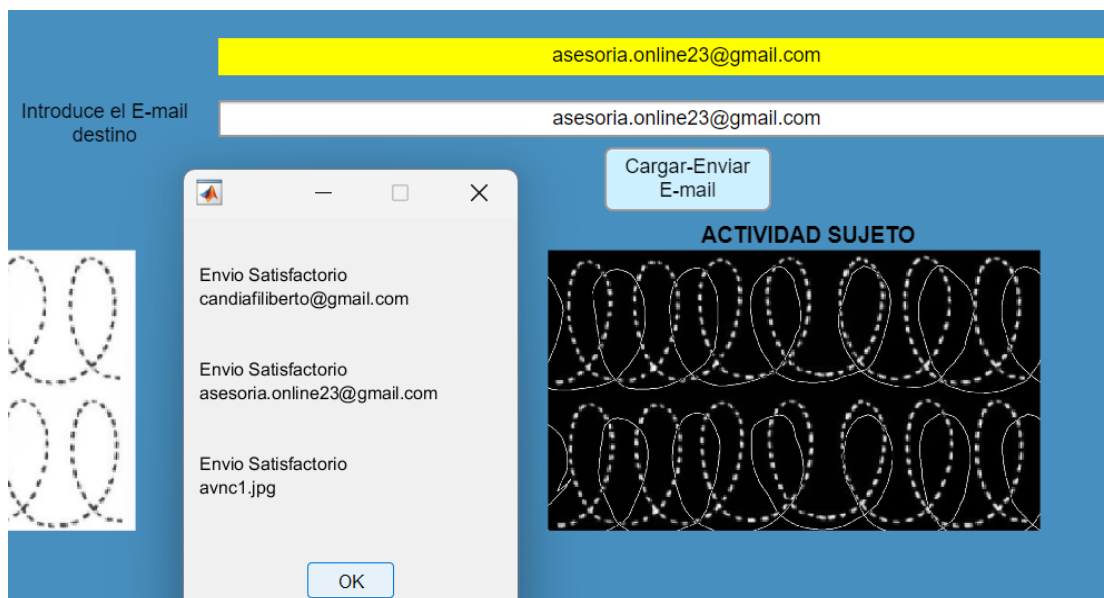 asesoria.online23@gmail.com
Introduce el E-mail
destino
asesoria.online23@gmail.com
Cargar-Enviar
E-mail
ACTIVIDAD SUJETO
Envio Satisfactorio
candiafiliberto@gmail.com
Envio Satisfactorio
asesoria.online23@gmail.com
Envio Satisfactorio
avnc1.jpg
OK